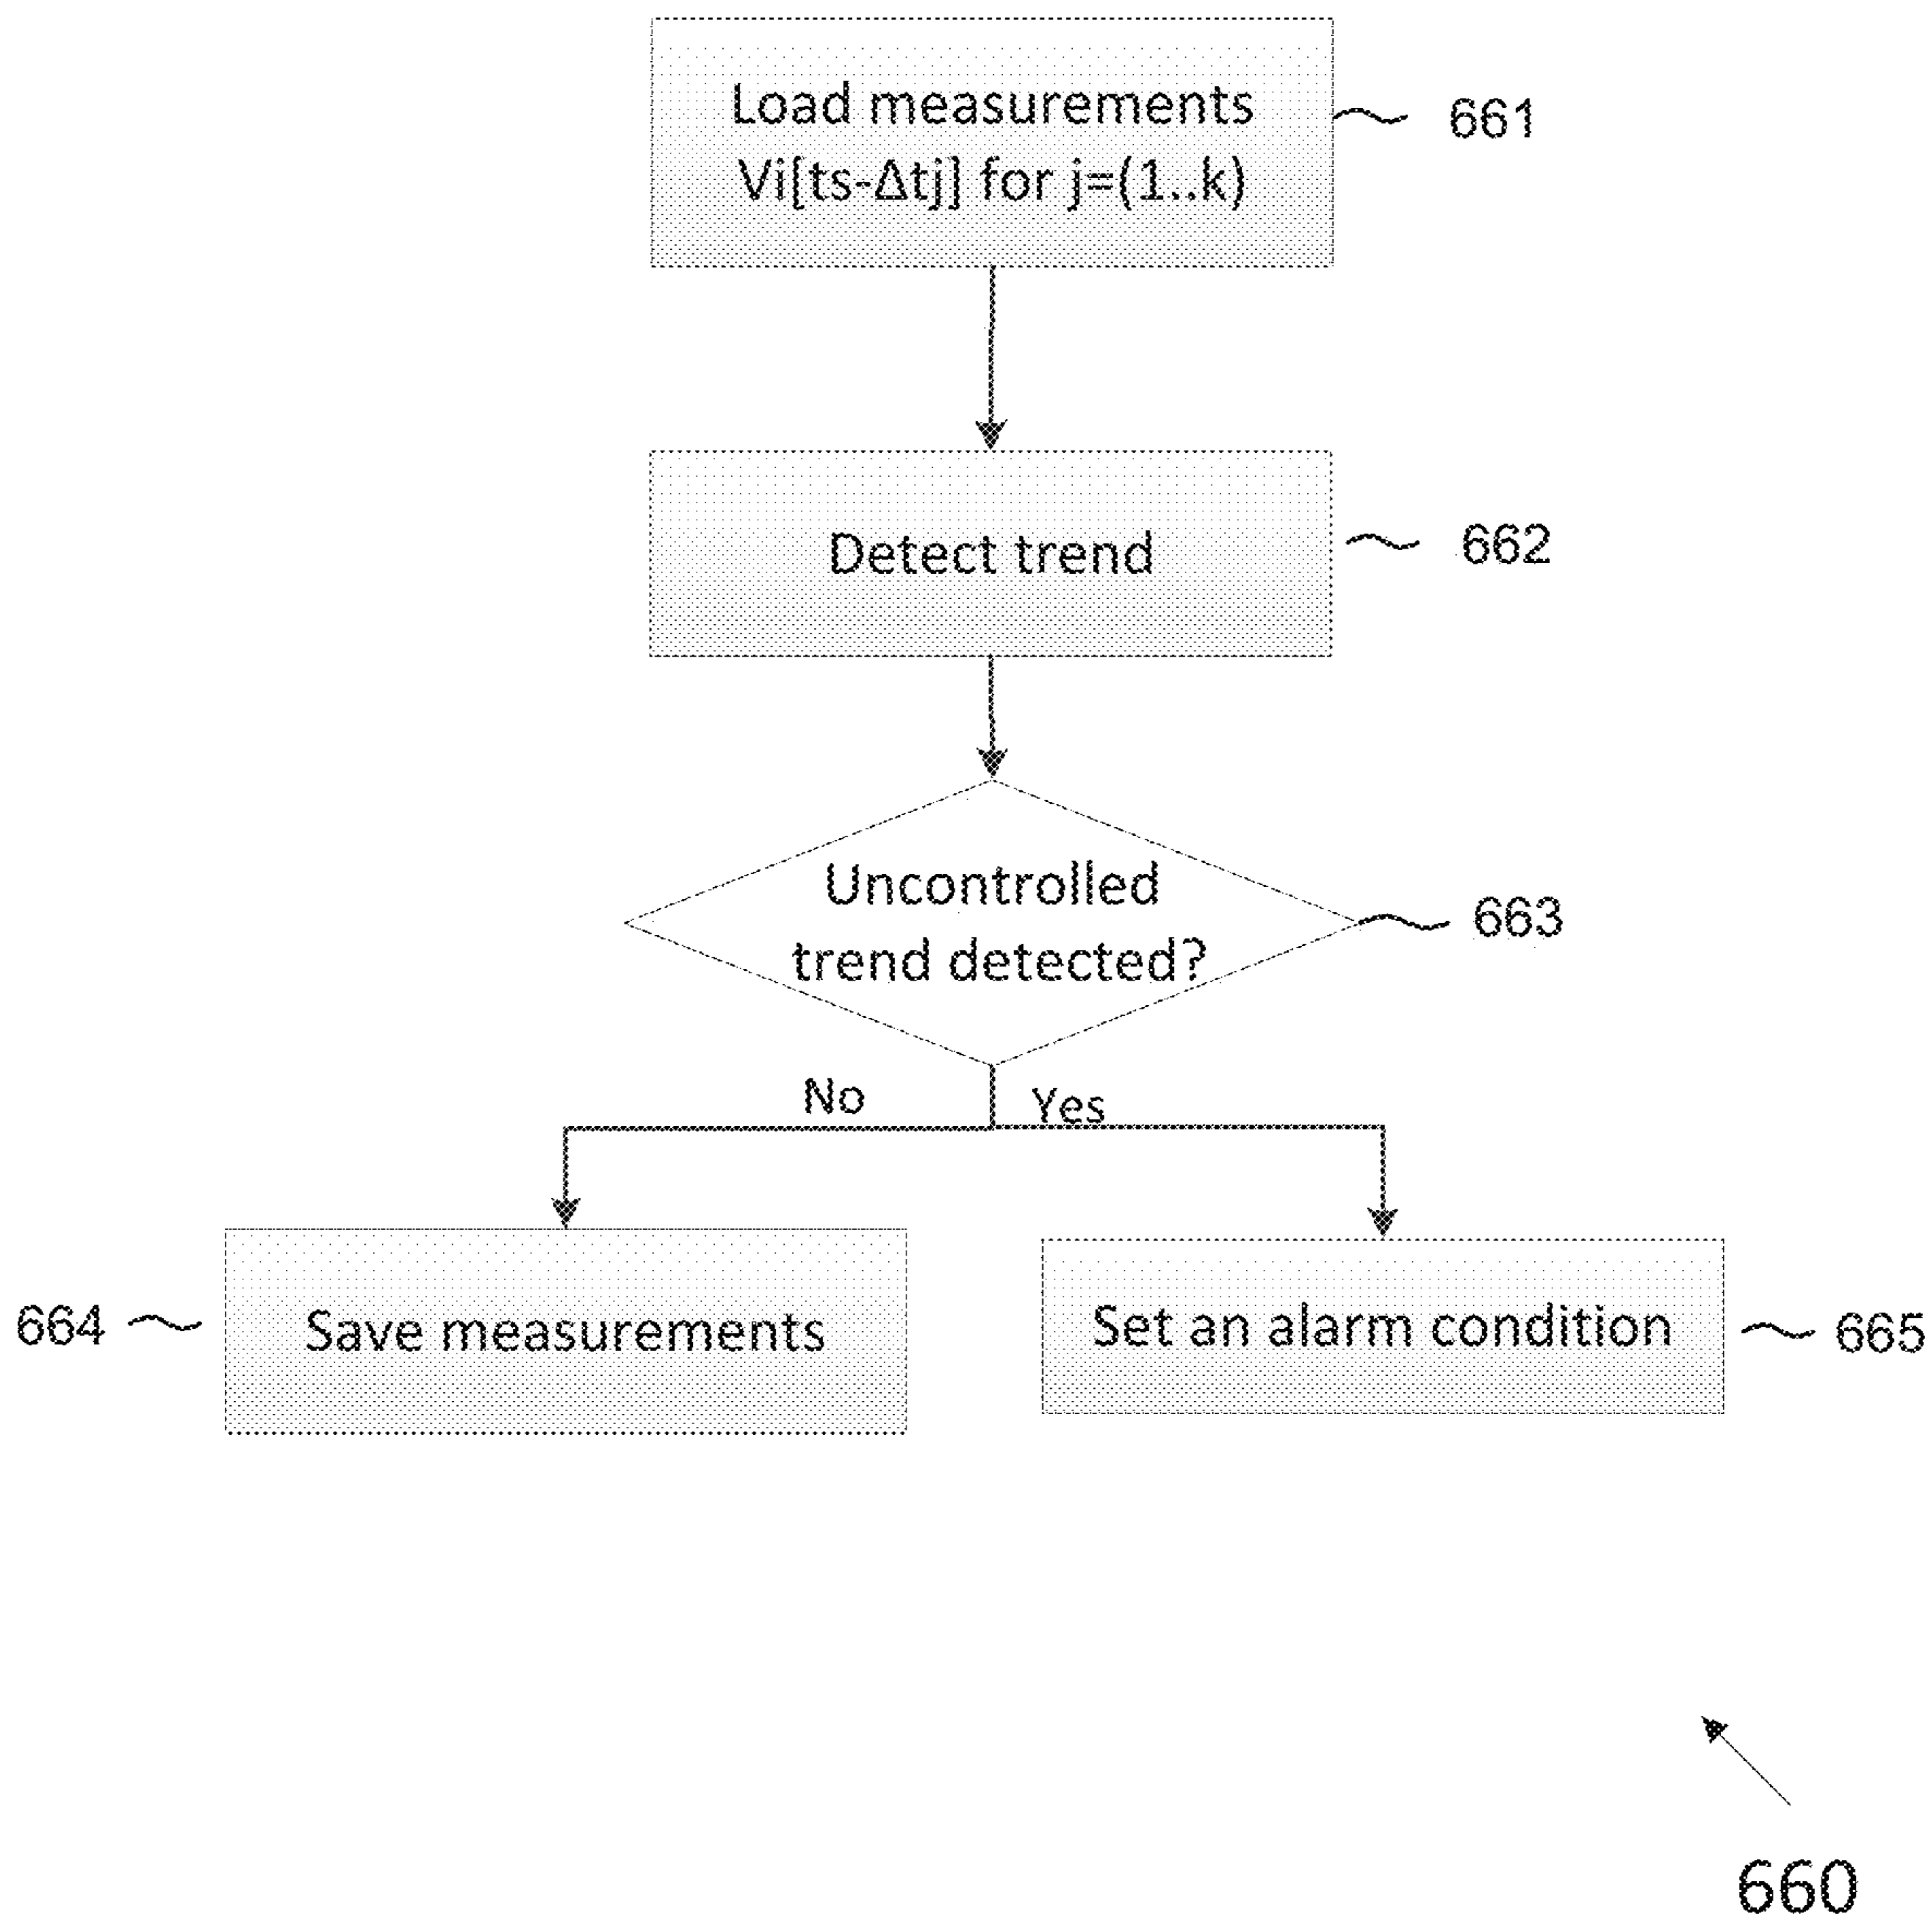 Load measurements
Vi[ts-Δtj] for j=(1..k)
661
Detect trend
662
Uncontrolled
trend detected?
663
No
Yes
664
Save measurements
Set an alarm condition
665
660